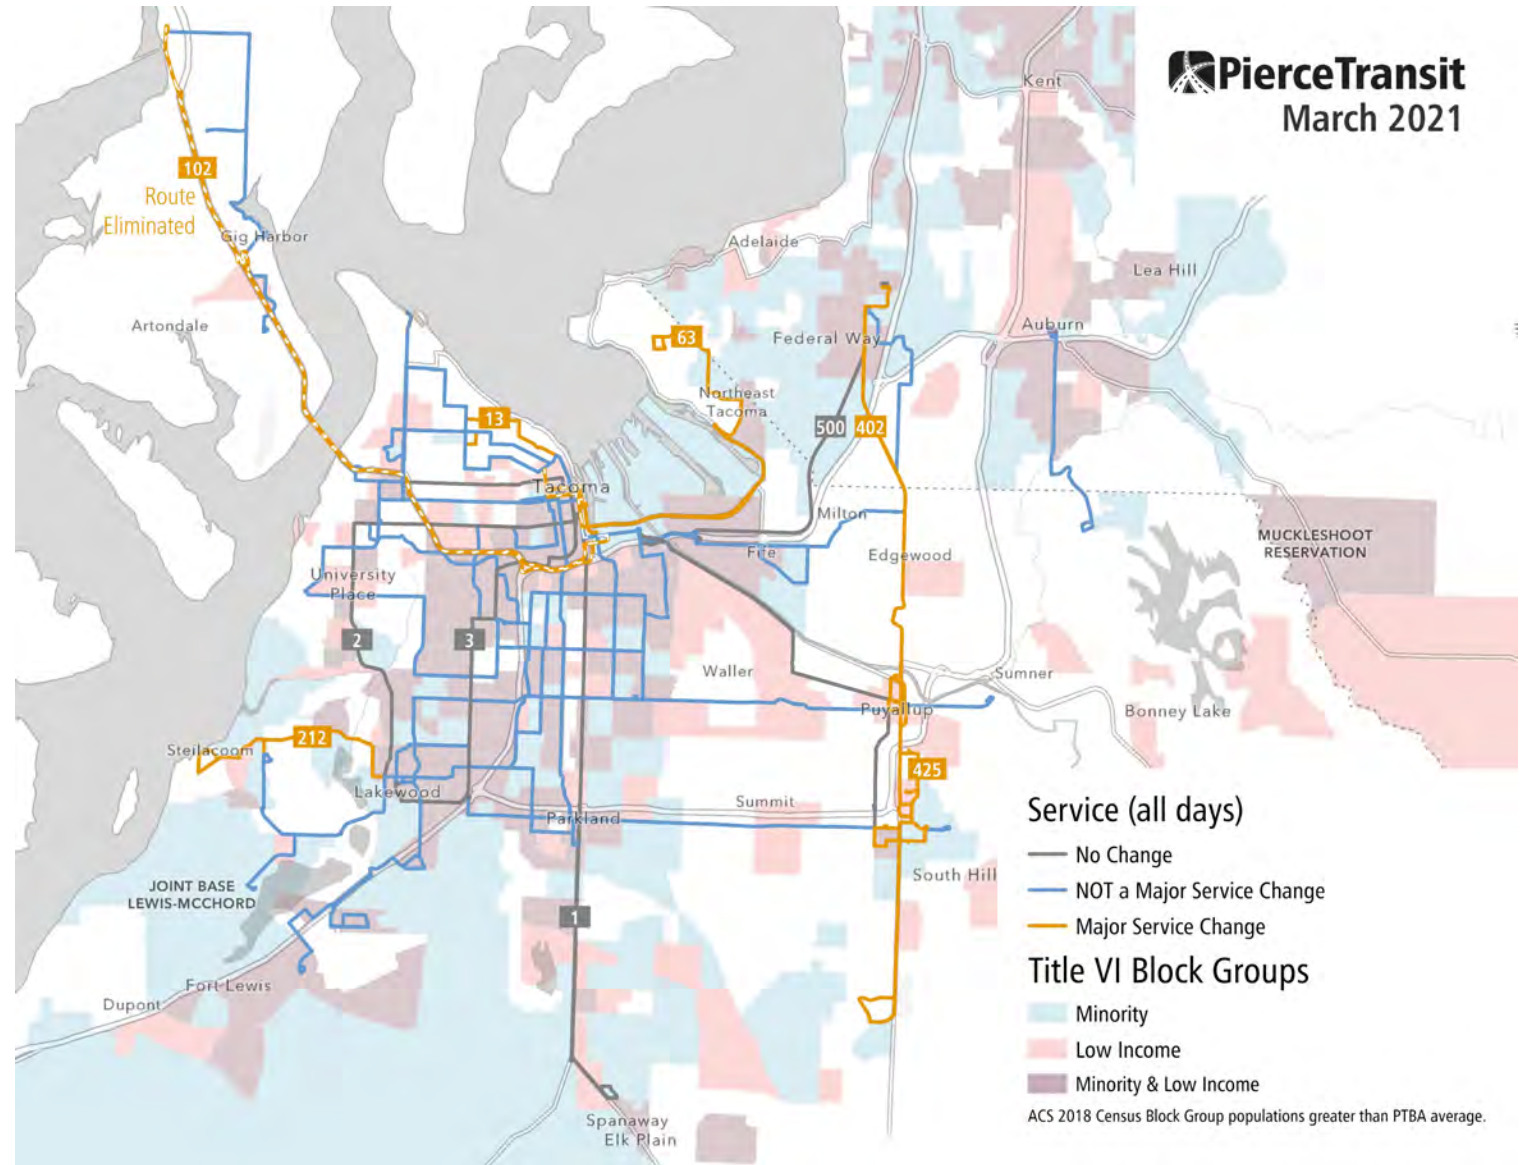 PierceTransit
March 2021
Kent
102
Route
Eliminated
Gig Harbor
Adelaide
Lea Hill
Artondale
63
Federal Way
Auburn
Northeast
Tacoma
13
500
402
Tacoma
Milton
Fife
Edgewood
MUCKLESHOOT
RESERVATION
University
Place
2
3
Waller
Sumner
Puyallup
Bonney Lake
Steilacoom
212
425
Lakewood
Summit
Parkland
South Hill
JOINT BASE
LEWIS-MCCHORD
1
Fort Lewis
Dupont
Spanaway
Elk Plain
Service (all days)
No Change
NOT a Major Service Change
Major Service Change
Title VI Block Groups
Minority
Low Income
Minority & Low Income
ACS 2018 Census Block Group populations greater than PTBA average.